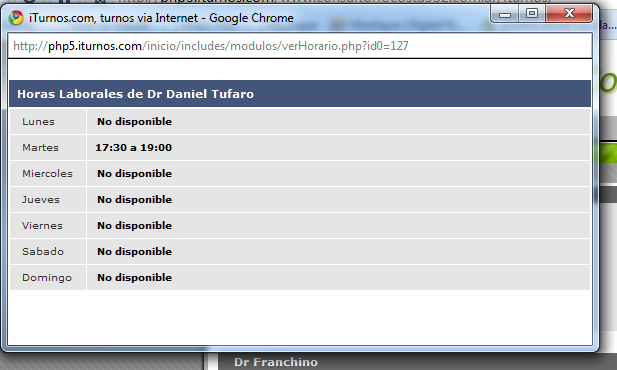 iTurnos.com, turnos via Internet - Google Chrome
http://php5.iturnos.com/inicio/includes/modulos/verHorario.php?id0=127
Horas Laborales de Dr Daniel Tufaro
Lunes No disponible
Martes 17:30 a 19:00
Miercoles No disponible
Jueves No disponible
Viernes No disponible
Sabado No disponible
Domingo No disponible
Dr Franchino